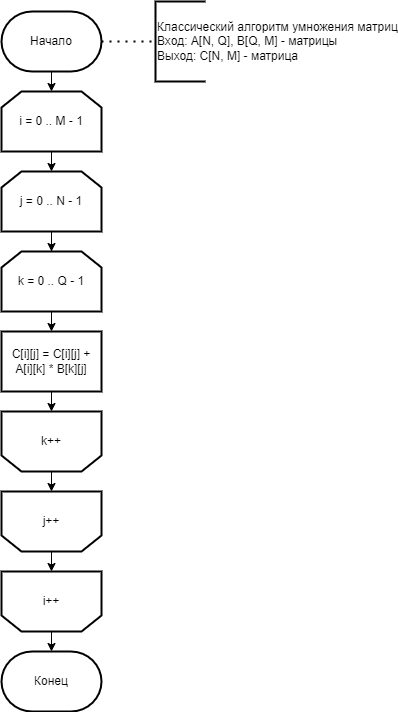 Начало
Классический алгоритм умножения матриц
Вход: A[N, Q], B[Q, M] - матрицы
Выход: C[N, M] - матрица
i = 0 .. M - 1
j = 0 .. N - 1
k = 0 .. Q - 1
C[i][j] = C[i][j] +
A[i][k] * B[k][j]
k++
j++
i++
Конец